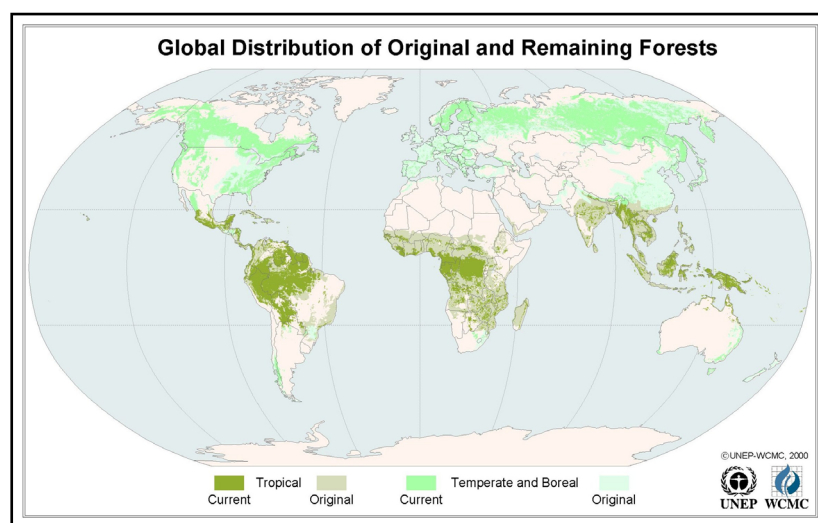 Global Distribution of Original and Remaining Forests
©UNEP-WCMC, 2000
Tropical
Temperate and Boreal
Current
Original
Current
Original
UNEP WCMC